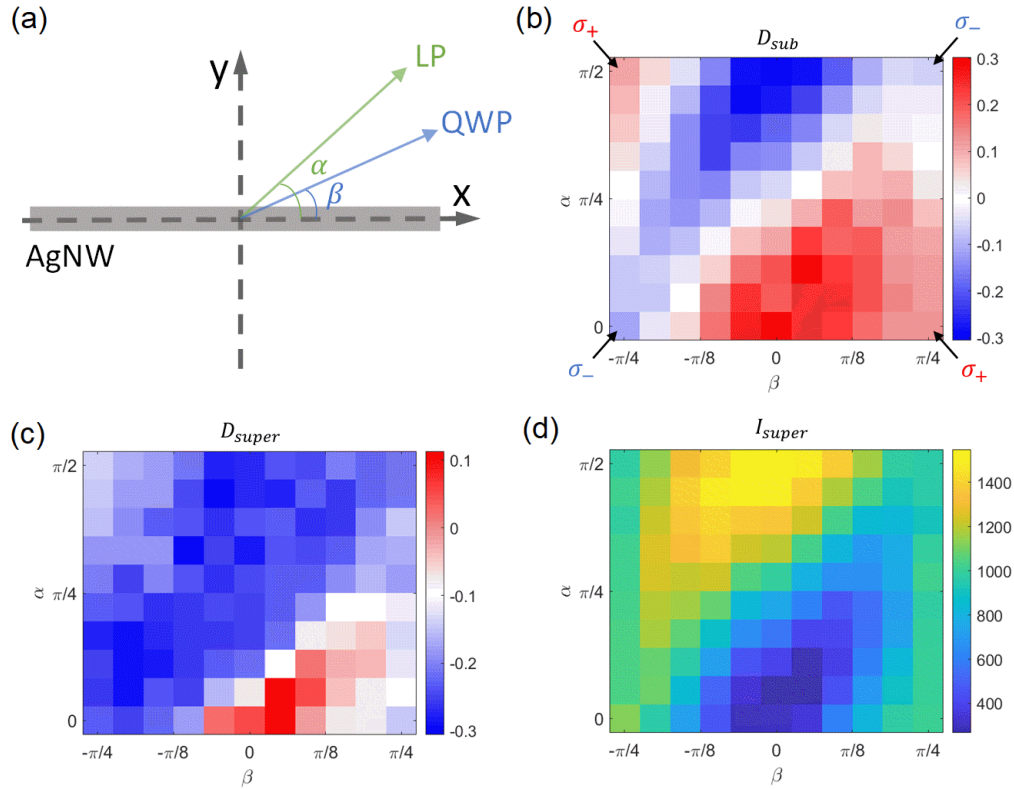 (a)
y
LP
QWP
α
β
x
AgNW
(b)
σ₊
D_sub
σ₋
π/2
π/4
0
α
-π/4
-π/8
0
π/8
π/4
β
σ₋
σ₊
0.3
0.2
0.1
0
-0.1
-0.2
-0.3
(c)
D_super
π/2
π/4
0
α
-π/4
-π/8
0
π/8
π/4
β
0.1
0
-0.1
-0.2
-0.3
(d)
I_super
π/2
π/4
0
α
-π/4
-π/8
0
π/8
π/4
β
1400
1200
1000
800
600
400